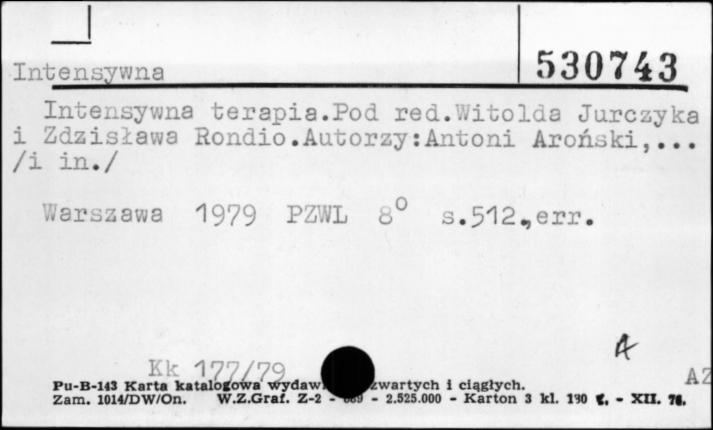 530743
Intensywna
Intensywna terapia.Pod red.Witolda Jurczyka
i Zdzisława Rondio.Autorzy:Antoni Aroński,...
/i in./
Warszawa 1979 PZWL 8° s.512.,err.
A
Kk 177/79
AZ
Pu-B-143 Karta katalogowa zwartych i ciągłych.
Zam. 1014/DW/On. W.Z.Graf. Z-2 - - 2.525.000 - Karton 3 kl. - XII. 76.